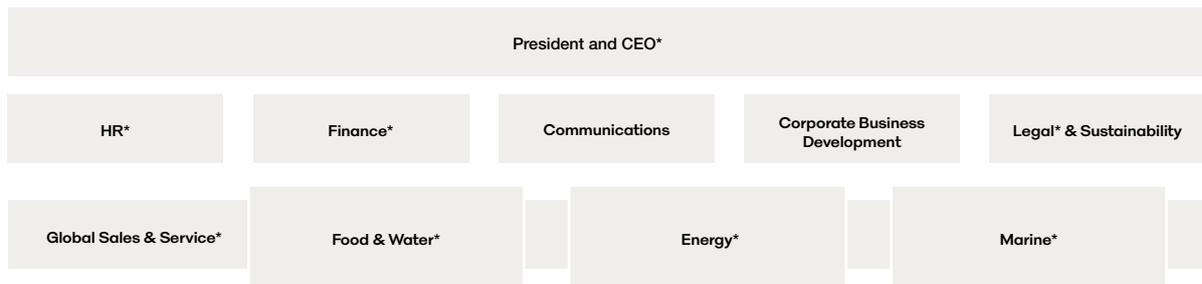 President and CEO*
HR*
Finance*
Communications
Corporate Business
Development
Legal* & Sustainability
Global Sales & Service*
Food & Water*
Energy*
Marine*